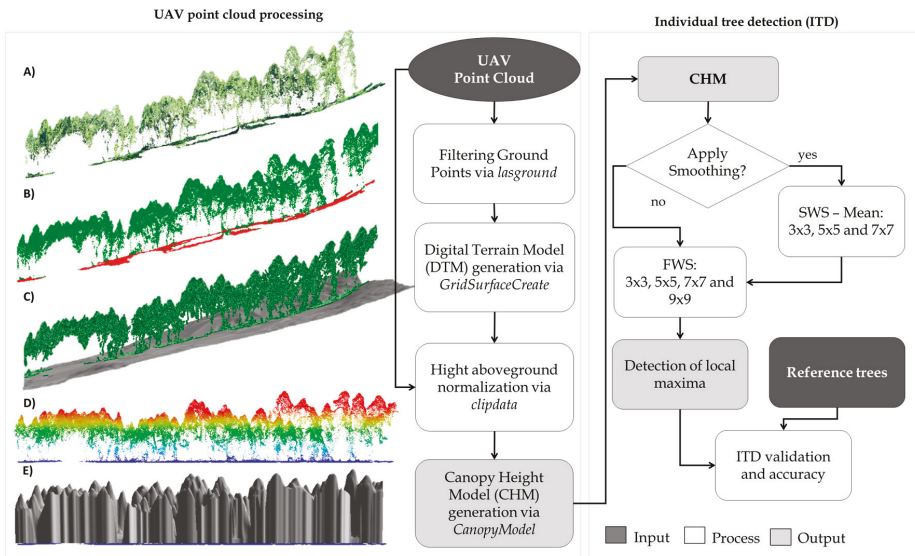 UAV point cloud processing
Individual tree detection (ITD)
A)
B)
C)
D)
E)
UAV
Point Cloud
Filtering Ground
Points via lasground
Digital Terrain Model
(DTM) generation via
GridSurfaceCreate
Hight aboveground
normalization via
clipdata
Canopy Height
Model (CHM)
generation via
CanopyModel
CHM
Apply
Smoothing?
yes
no
SWS – Mean:
3x3, 5x5 and 7x7
FWS:
3x3, 5x5, 7x7 and
9x9
Detection of local
maxima
Reference trees
ITD validation
and accuracy
Input
Process
Output